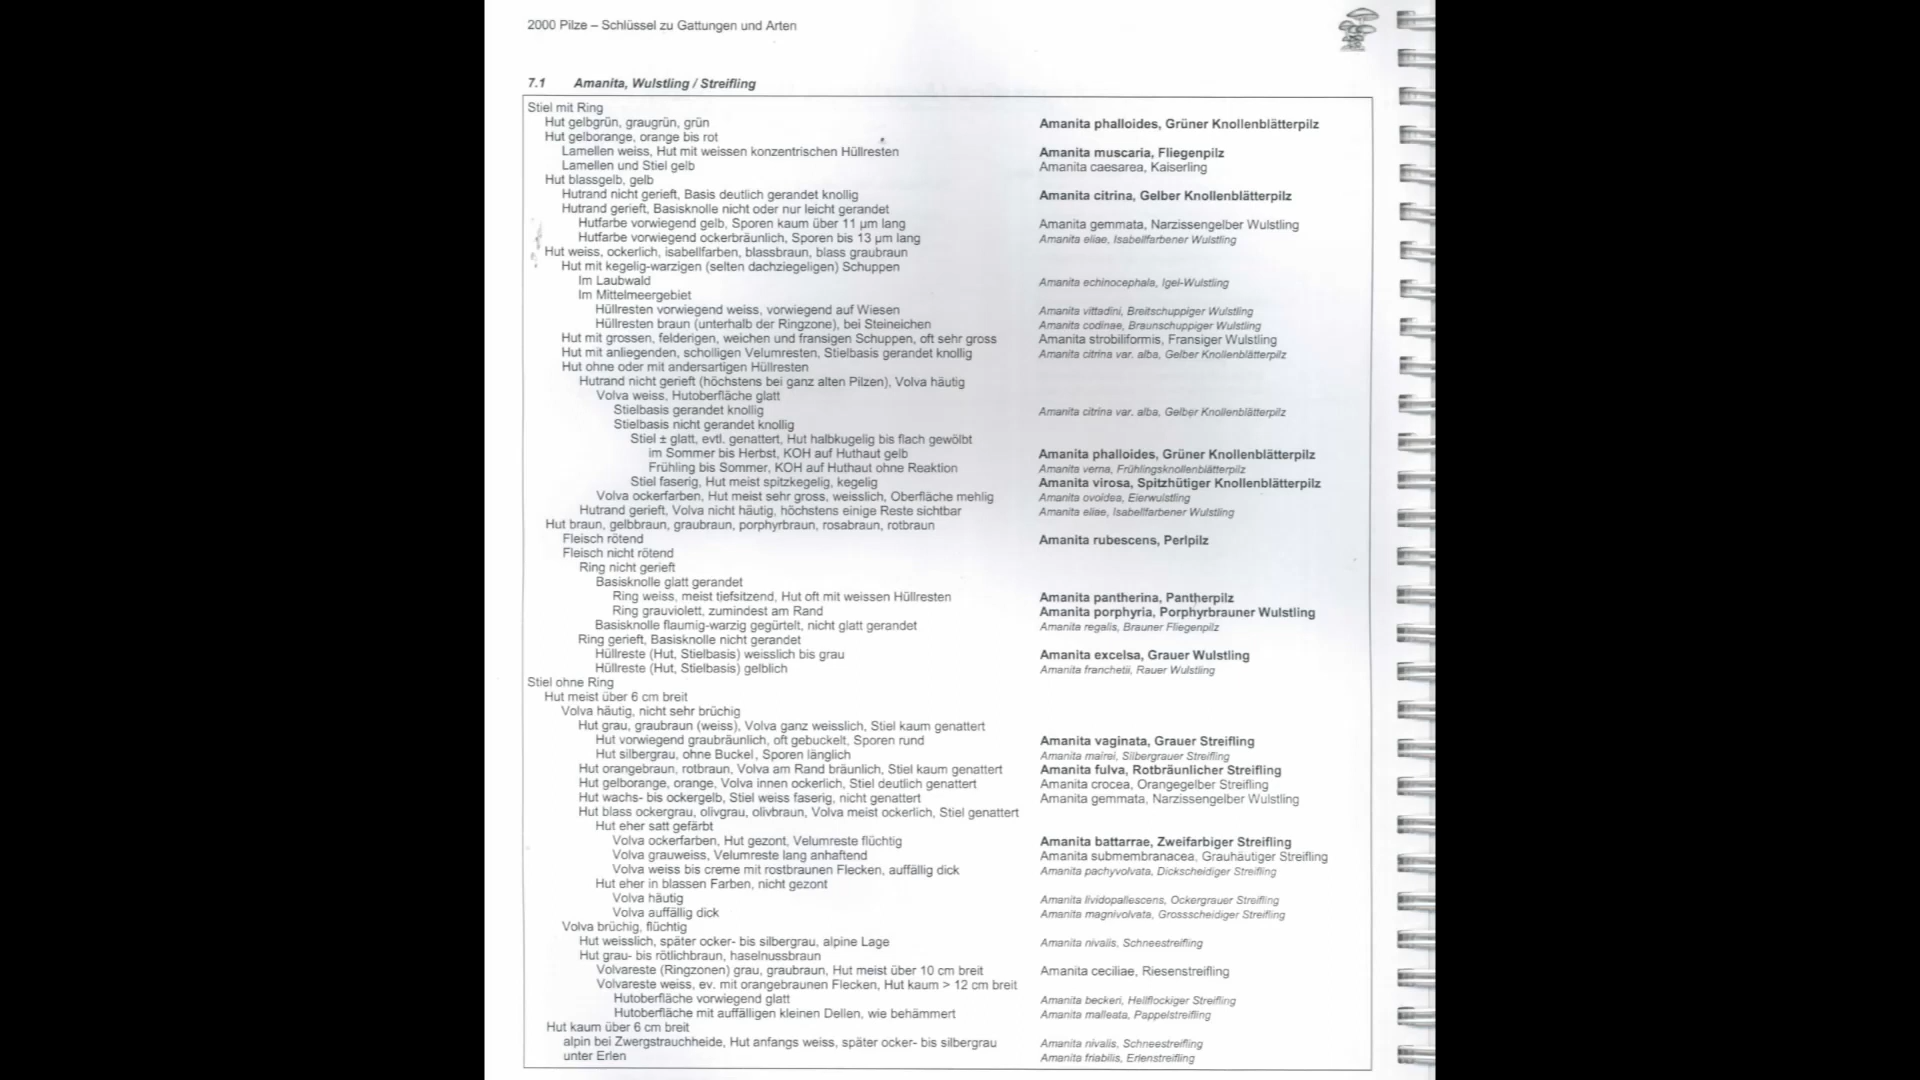 2000 Pilze – Schlüssel zu Gattungen und Arten
7.1 Amanita, Wulstling / Streifling
Stiel mit Ring
Hut gelbgrün, graugrün, grün Amanita phalloides, Grüner Knollenblätterpilz
Hut gelborange, orange bis rot
Lamellen weiss, Hut mit weissen konzentrischen Hüllresten Amanita muscaria, Fliegenpilz
Lamellen und Stiel gelb Amanita caesarea, Kaiserling
Hut blassgelb, gelb
Hutrand nicht gerieft, Basis deutlich gerandet knollig Amanita citrina, Gelber Knollenblätterpilz
Hutrand gerieft, Basisknolle nicht oder nur leicht gerandet
Hutfarbe vorwiegend gelb, Sporen kaum über 11 µm lang Amanita gemmata, Narzissengelber Wulstling
Hutfarbe vorwiegend ockerbräunlich, Sporen bis 13 µm lang Amanita eliae, Isabellfarbener Wulstling
Hut weiss, ockerlich, isabellfarben, blassbraun, blass graubraun
Hut mit kegelig-warzigen (selten dachziegeligen) Schuppen
Im Laubwald Amanita echinocephala, Igel-Wulstling
Im Mittelmeergebiet
Hüllresten vorwiegend weiss, vorwiegend auf Wiesen Amanita vittadini, Breitschuppiger Wulstling
Hüllresten braun (unterhalb der Ringzone), bei Steineichen Amanita codinae, Braunschuppiger Wulstling
Hut mit grossen, felderigen, weichen und fransigen Schuppen, oft sehr gross Amanita strobiliformis, Fransiger Wulstling
Hut mit anliegenden, scholligen Velumresten, Stielbasis gerandet knollig Amanita citrina var. alba, Gelber Knollenblätterpilz
Hut ohne oder mit andersartigen Hüllresten
Hutrand nicht gerieft (höchstens bei ganz alten Pilzen), Volva häutig
Volva weiss, Hutoberfläche glatt
Stielbasis gerandet knollig Amanita citrina var. alba, Gelber Knollenblätterpilz
Stielbasis nicht gerandet knollig
Stiel ± glatt, evtl. genattert, Hut halbkugelig bis flach gewölbt
im Sommer bis Herbst, KOH auf Huthaut gelb Amanita phalloides, Grüner Knollenblätterpilz
Frühling bis Sommer, KOH auf Huthaut ohne Reaktion Amanita verna, Frühlingsknollenblätterpilz
Stiel faserig, Hut meist spitzkegelig, kegelig Amanita virosa, Spitzhütiger Knollenblätterpilz
Volva ockerfarben, Hut meist sehr gross, weisslich, Oberfläche mehlig Amanita ovoidea, Eierwulstling
Hutrand gerieft, Volva nicht häutig, höchstens einige Reste sichtbar Amanita eliae, Isabellfarbener Wulstling
Hut braun, gelbbraun, graubraun, porphyrbraun, rosabraun, rotbraun
Fleisch rötend Amanita rubescens, Perlpilz
Fleisch nicht rötend
Ring nicht gerieft
Basisknolle glatt gerandet
Ring weiss, meist tiefsitzend, Hut oft mit weissen Hüllresten Amanita pantherina, Pantherpilz
Ring grauviolett, zumindest am Rand Amanita porphyria, Porphyrbrauner Wulstling
Basisknolle flaumig-warzig gegürtelt, nicht glatt gerandet Amanita regalis, Brauner Fliegenpilz
Ring gerieft, Basisknolle nicht gerandet
Hüllreste (Hut, Stielbasis) weisslich bis grau Amanita excelsa, Grauer Wulstling
Hüllreste (Hut, Stielbasis) gelblich Amanita franchetii, Rauer Wulstling
Stiel ohne Ring
Hut meist über 6 cm breit
Volva häutig, nicht sehr brüchig
Hut grau, graubraun (weiss), Volva ganz weisslich, Stiel kaum genattert
Hut vorwiegend graubräunlich, oft gebuckelt, Sporen rund Amanita vaginata, Grauer Streifling
Hut silbergrau, ohne Buckel, Sporen länglich Amanita mairei, Silbergrauer Streifling
Hut orangebraun, rotbraun, Volva am Rand bräunlich, Stiel kaum genattert Amanita fulva, Rotbräunlicher Streifling
Hut gelborange, orange, Volva innen ockerlich, Stiel deutlich genattert Amanita crocea, Orangegelber Streifling
Hut wachs- bis ockergelb, Stiel weiss faserig, nicht genattert Amanita gemmata, Narzissengelber Wulstling
Hut blass ockergrau, olivgrau, olivbraun, Volva meist ockerlich, Stiel genattert
Hut eher satt gefärbt
Volva ockerfarben, Hut gezont, Velumreste flüchtig Amanita battarrae, Zweifarbiger Streifling
Volva grauweiss, Velumreste lang anhaftend Amanita submembranacea, Grauhäutiger Streifling
Volva weiss bis creme mit rostbraunen Flecken, auffällig dick Amanita pachyvolvata, Dickscheidiger Streifling
Hut eher in blassen Farben, nicht gezont
Volva häutig Amanita lividopallescens, Ockergrauer Streifling
Volva auffällig dick Amanita magnivolvata, Grossscheidiger Streifling
Volva brüchig, flüchtig
Hut weisslich, später ocker- bis silbergrau, alpine Lage Amanita nivalis, Schneestreifling
Hut grau- bis rötlichbraun, haselnussbraun
Volvareste (Ringzonen) grau, graubraun, Hut meist über 10 cm breit Amanita ceciliae, Riesenstreifling
Volvareste weiss, ev. mit orangebraunen Flecken, Hut kaum > 12 cm breit
Hutoberfläche vorwiegend glatt Amanita beckeri, Hellflockiger Streifling
Hutoberfläche mit auffälligen kleinen Dellen, wie behämmert Amanita malleata, Pappelstreifling
Hut kaum über 6 cm breit
alpin bei Zwergstrauchheide, Hut anfangs weiss, später ocker- bis silbergrau Amanita nivalis, Schneestreifling
unter Erlen Amanita friabilis, Erlenstreifling